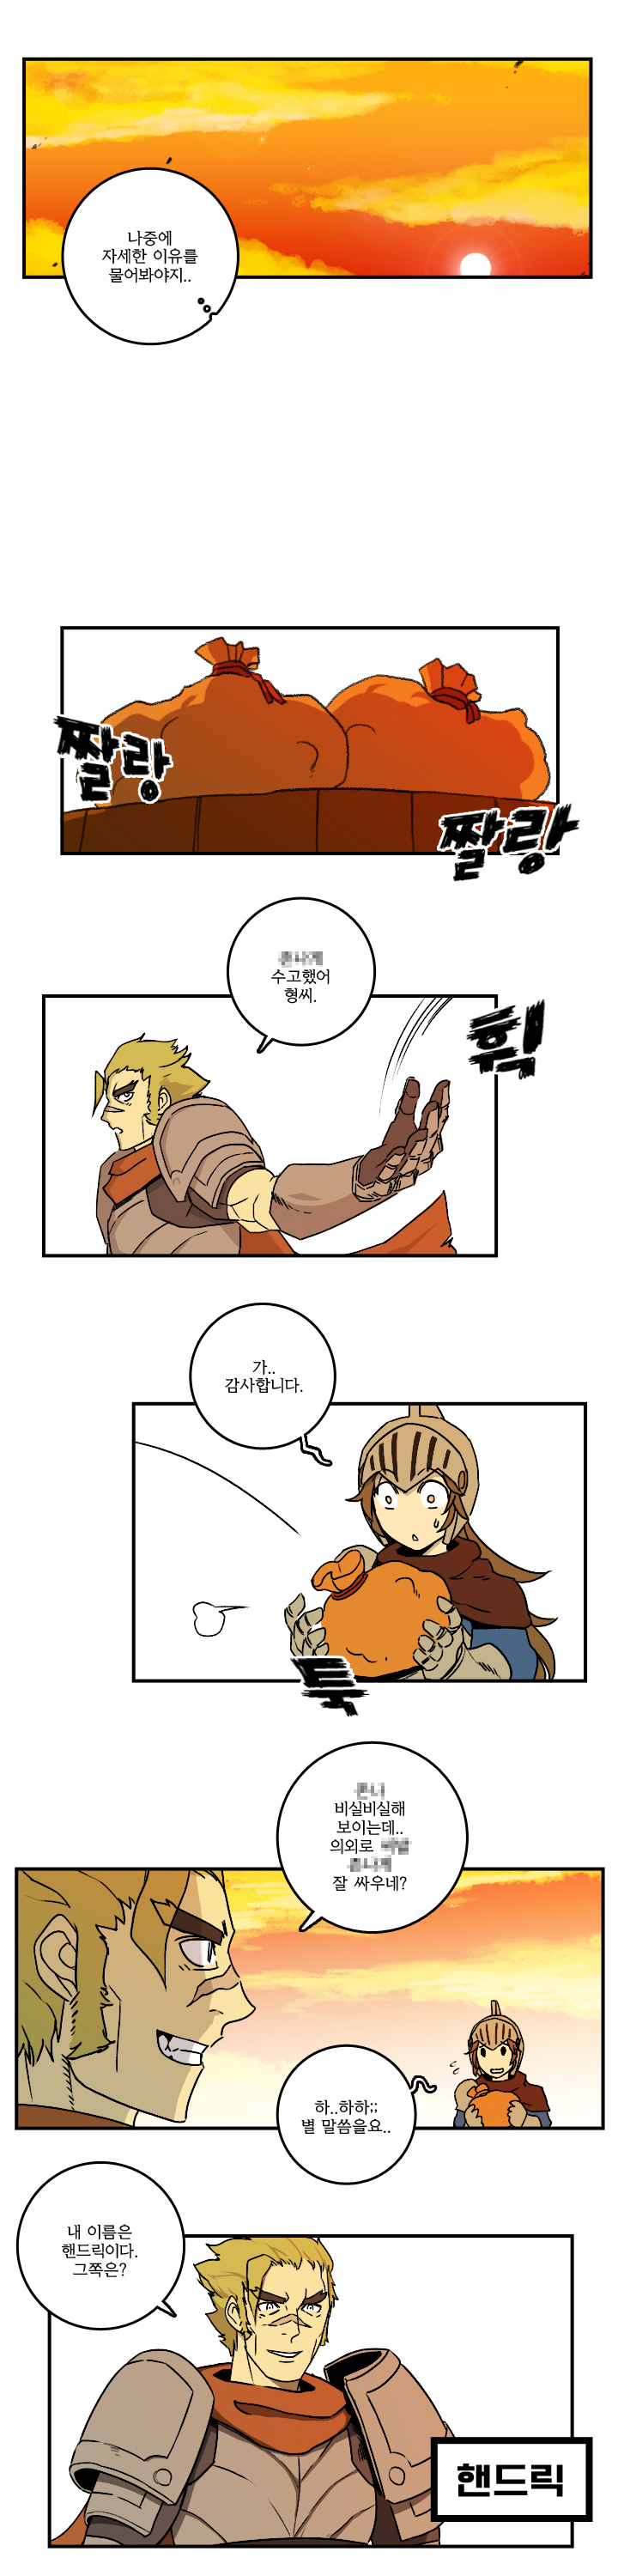 나중에
자세한 이유를
물어봐야지..
짤랑
짤랑
수고했어
형씨.
휙
가..
감사합니다.
툭
비실비실해
보이는데..
의외로
잘 싸우네?
하..하하;;
별 말씀을요..
내 이름은
핸드릭이다.
그쪽은?
핸드릭